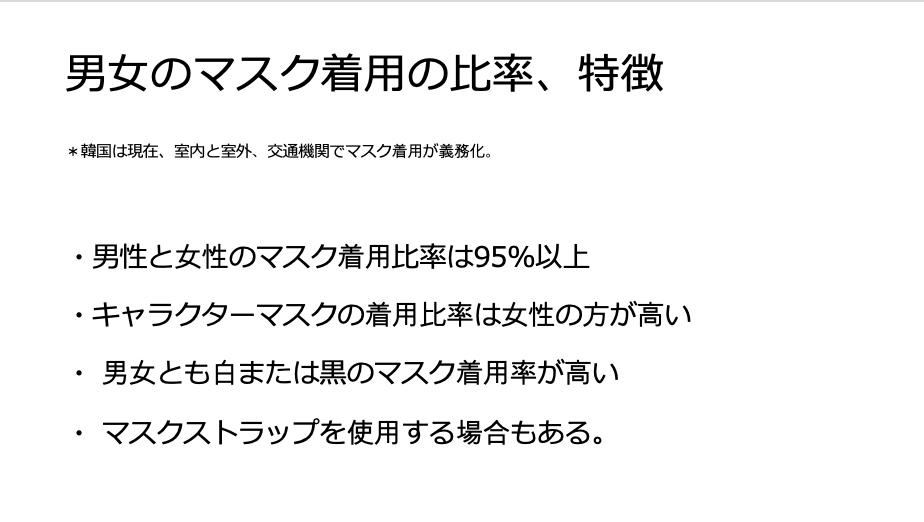 男女のマスク着用の比率、特徴
＊韓国は現在、室内と室外、交通機関でマスク着用が義務化。
・男性と女性のマスク着用比率は95%以上
・キャラクターマスクの着用比率は女性の方が高い
・ 男女とも白または黒のマスク着用率が高い
・ マスクストラップを使用する場合もある。